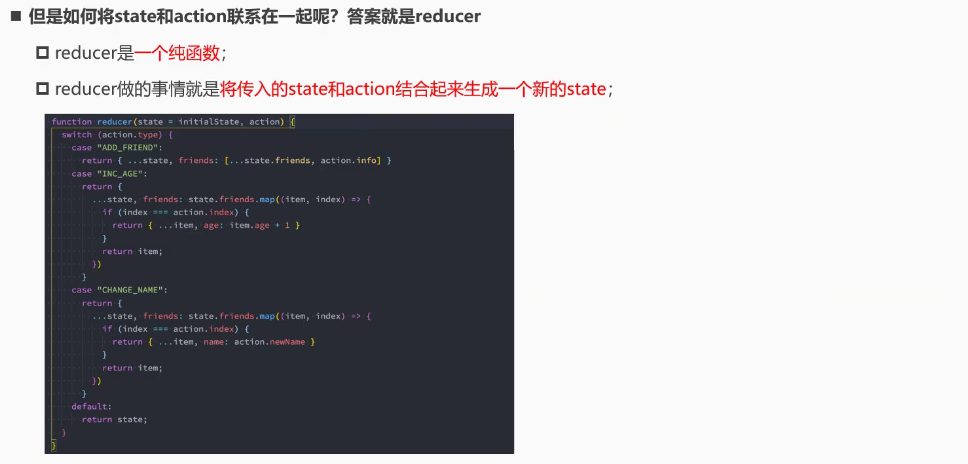 但是如何将state和action联系在一起呢？答案就是reducer
reducer是一个纯函数；
reducer做的事情就是将传入的state和action结合起来生成一个新的state；
function reducer(state = initialState, action) {
switch (action.type) {
case "ADD_FRIEND":
return { ...state, friends: [...state.friends, action.info] }
case "INC_AGE":
return {
...state, friends: state.friends.map((item, index) => {
if (index === action.index) {
return { ...item, age: item.age + 1 }
}
return item;
})
}
case "CHANGE_NAME":
return {
...state, friends: state.friends.map((item, index) => {
if (index === action.index) {
return { ...item, name: action.newName }
}
return item;
})
}
default:
return state;
}
}